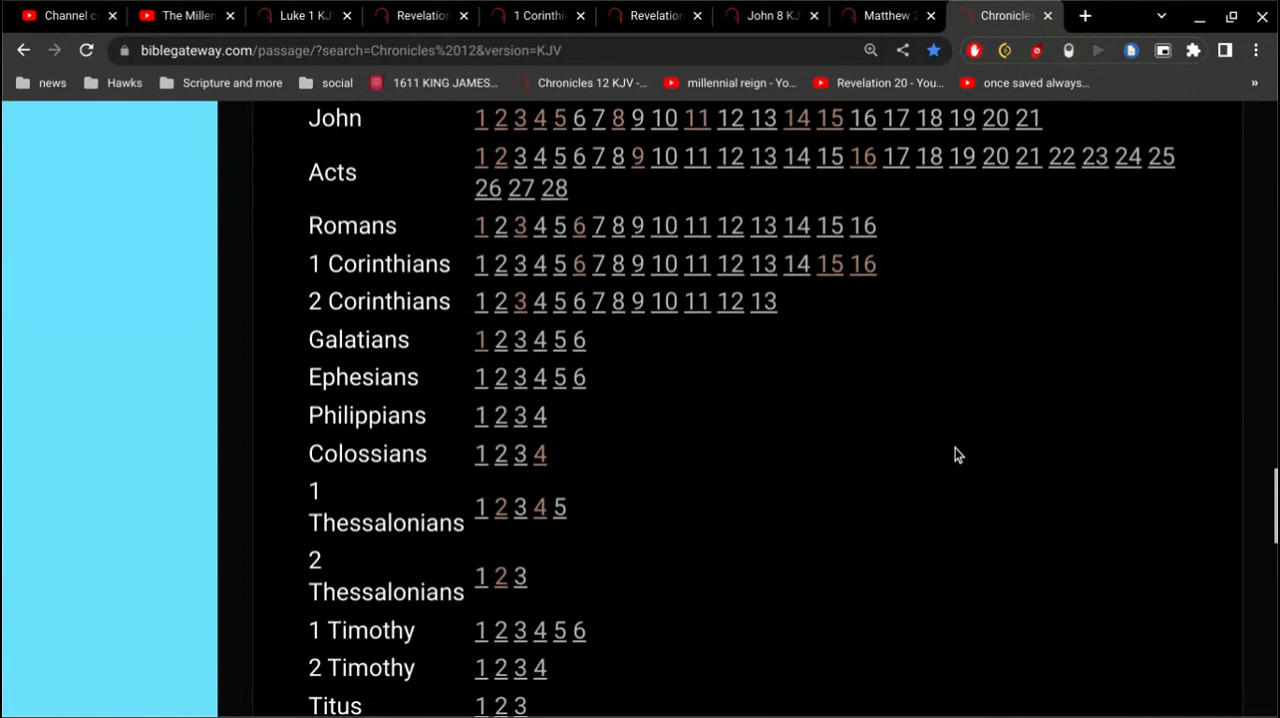 Channel c
The Millen
Luke 1 KJ
Revelation
1 Corinthi
Revelation
John 8 KJ
Matthew 2
Chronicles
biblegateway.com/passage/?search=Chronicles%2012&version=KJV
news
Hawks
Scripture and more
social
1611 KING JAMES...
Chronicles 12 KJV -...
millennial reign - Yo...
Revelation 20 - You...
once saved always...
»
John 1 2 3 4 5 6 7 8 9 10 11 12 13 14 15 16 17 18 19 20 21
Acts 1 2 3 4 5 6 7 8 9 10 11 12 13 14 15 16 17 18 19 20 21 22 23 24 25
26 27 28
Romans 1 2 3 4 5 6 7 8 9 10 11 12 13 14 15 16
1 Corinthians 1 2 3 4 5 6 7 8 9 10 11 12 13 14 15 16
2 Corinthians 1 2 3 4 5 6 7 8 9 10 11 12 13
Galatians 1 2 3 4 5 6
Ephesians 1 2 3 4 5 6
Philippians 1 2 3 4
Colossians 1 2 3 4
1
Thessalonians 1 2 3 4 5
2
Thessalonians 1 2 3
1 Timothy 1 2 3 4 5 6
2 Timothy 1 2 3 4
Titus 1 2 3